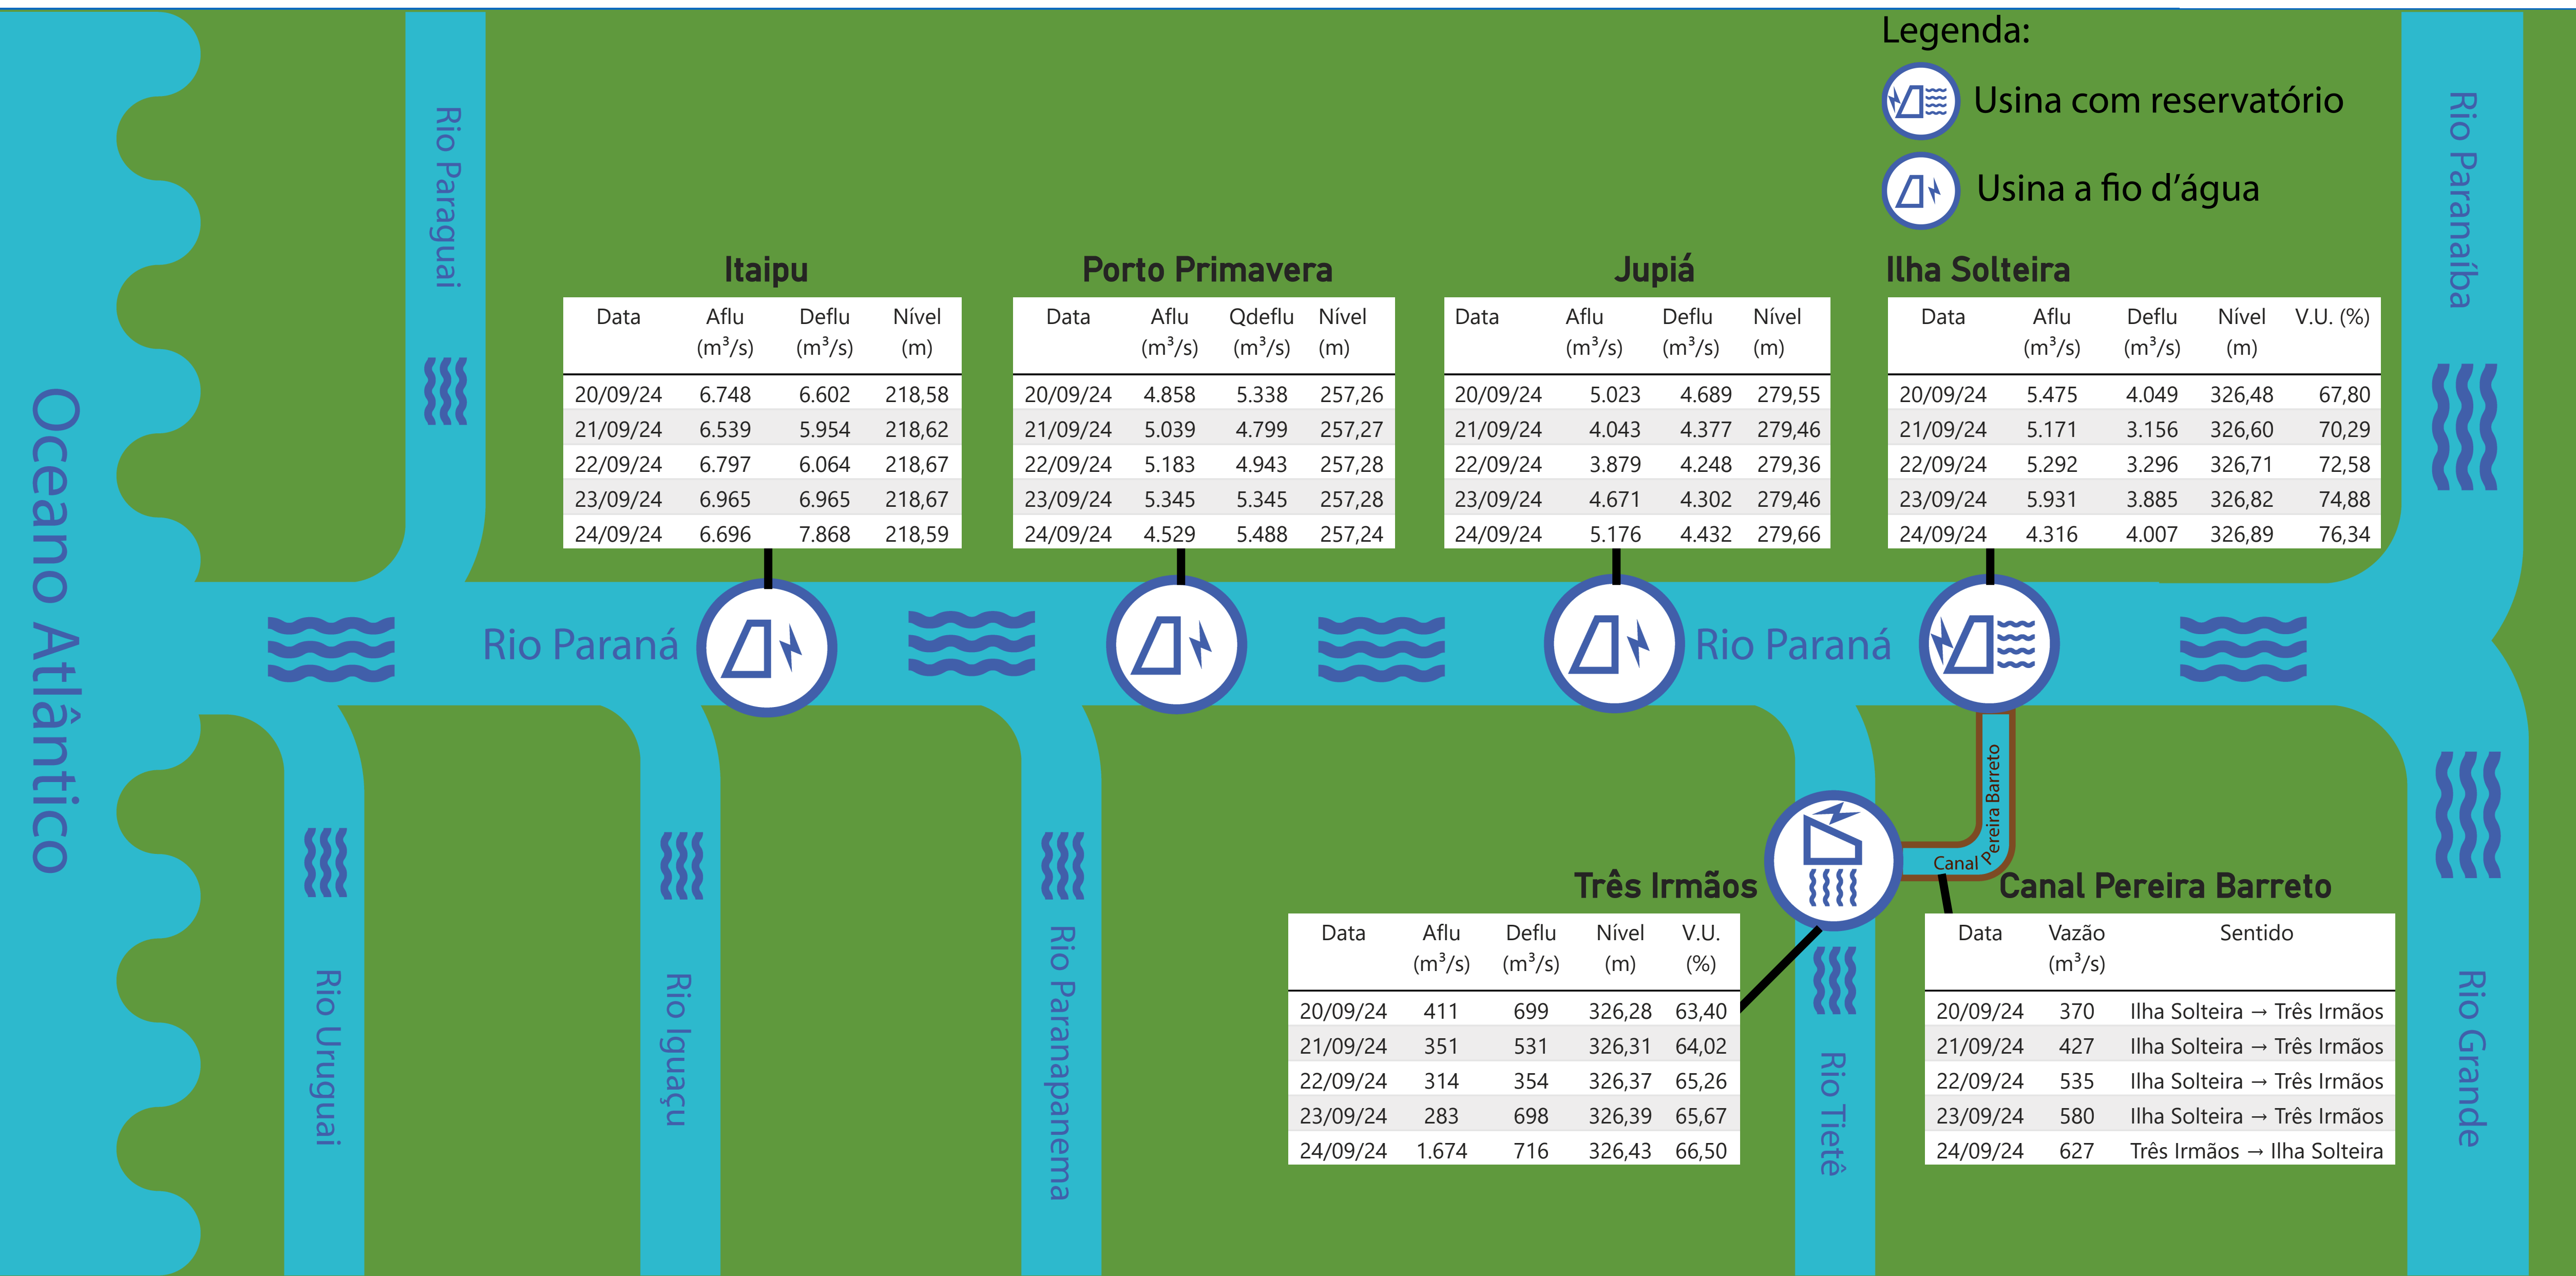 Legenda:
Usina com reservatório
Usina a fio d'água
Oceano Atlântico
Rio Paraguai
Rio Paranaíba
Itaipu
Data Aflu Deflu Nível
(m³/s) (m³/s) (m)
20/09/24 6.748 6.602 218,58
21/09/24 6.539 5.954 218,62
22/09/24 6.797 6.064 218,67
23/09/24 6.965 6.965 218,67
24/09/24 6.696 7.868 218,59
Porto Primavera
Data Aflu Qdeflu Nível
(m³/s) (m³/s) (m)
20/09/24 4.858 5.338 257,26
21/09/24 5.039 4.799 257,27
22/09/24 5.183 4.943 257,28
23/09/24 5.345 5.345 257,28
24/09/24 4.529 5.488 257,24
Jupiá
Data Aflu Deflu Nível
(m³/s) (m³/s) (m)
20/09/24 5.023 4.689 279,55
21/09/24 4.043 4.377 279,46
22/09/24 3.879 4.248 279,36
23/09/24 4.671 4.302 279,46
24/09/24 5.176 4.432 279,66
Ilha Solteira
Data Aflu Deflu Nível V.U. (%)
(m³/s) (m³/s) (m)
20/09/24 5.475 4.049 326,48 67,80
21/09/24 5.171 3.156 326,60 70,29
22/09/24 5.292 3.296 326,71 72,58
23/09/24 5.931 3.885 326,82 74,88
24/09/24 4.316 4.007 326,89 76,34
Rio Paraná
Rio Paraná
Canal Pereira Barreto
Três Irmãos
Data Aflu Deflu Nível V.U.
(m³/s) (m³/s) (m) (%)
20/09/24 411 699 326,28 63,40
21/09/24 351 531 326,31 64,02
22/09/24 314 354 326,37 65,26
23/09/24 283 698 326,39 65,67
24/09/24 1.674 716 326,43 66,50
Canal Pereira Barreto
Data Vazão Sentido
(m³/s)
20/09/24 370 Ilha Solteira → Três Irmãos
21/09/24 427 Ilha Solteira → Três Irmãos
22/09/24 535 Ilha Solteira → Três Irmãos
23/09/24 580 Ilha Solteira → Três Irmãos
24/09/24 627 Três Irmãos → Ilha Solteira
Rio Uruguai
Rio Iguaçu
Rio Paranapanema
Rio Tietê
Rio Grande